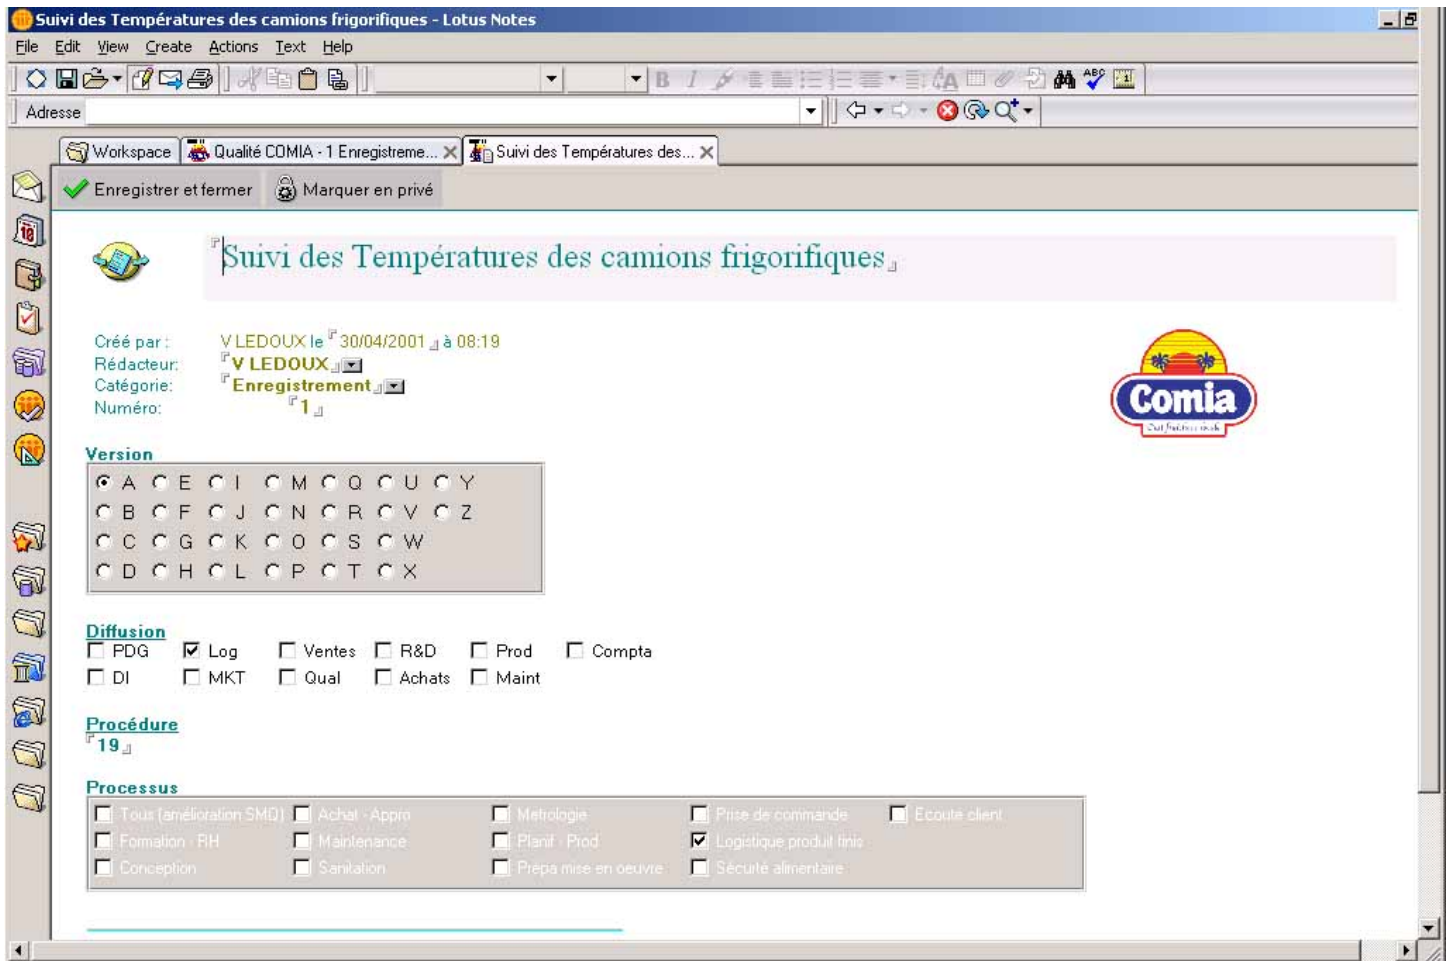 Suivi des Températures des camions frigorifiques - Lotus Notes
File Edit View Create Actions Text Help
B I ABC 1
Adresse
Workspace Qualité COMIA - 1 Enregistreme... Suivi des Températures des...
Enregistrer et fermer Marquer en privé
Suivi des Températures des camions frigorifiques
Créé par : V LEDOUX le 30/04/2001 à 08:19
Rédacteur: V LEDOUX
Catégorie: Enregistrement
Numéro: 1
Comia
Version
A E I M Q U Y
B F J N R V Z
C G K O S W
D H L P T X
Diffusion
PDG Log Ventes R&D Prod Compta
DI MKT Qual Achats Maint
Procédure
19
Processus
Tous (amélioration SMQ) Achat - Appro Metrologie Prise de commande Ecoute client
Formation - RH Maintenance Planif - Prod Logistique produit finis
Conception Sanitation Prépa mise en oeuvre Sécuité alimentaire